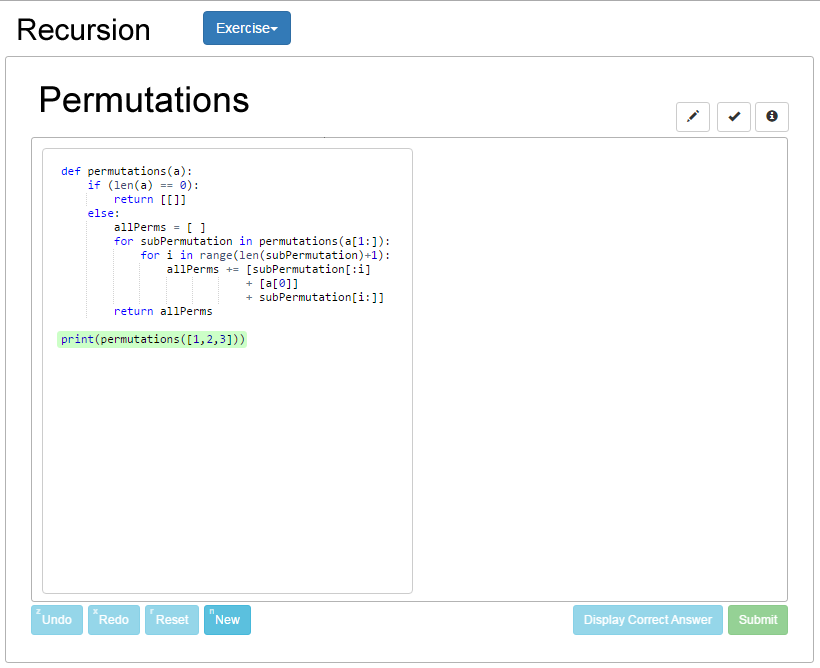 Recursion
Exercise
Permutations
def permutations(a):
    if (len(a) == 0):
        return [[]]
    else:
        allPerms = [ ]
        for subPermutation in permutations(a[1:]):
            for i in range(len(subPermutation)+1):
                allPerms += [subPermutation[:i]
                            + [a[0]]
                            + subPermutation[i:]]
        return allPerms
print(permutations([1,2,3]))
z Undo x Redo r Reset n New Display Correct Answer Submit